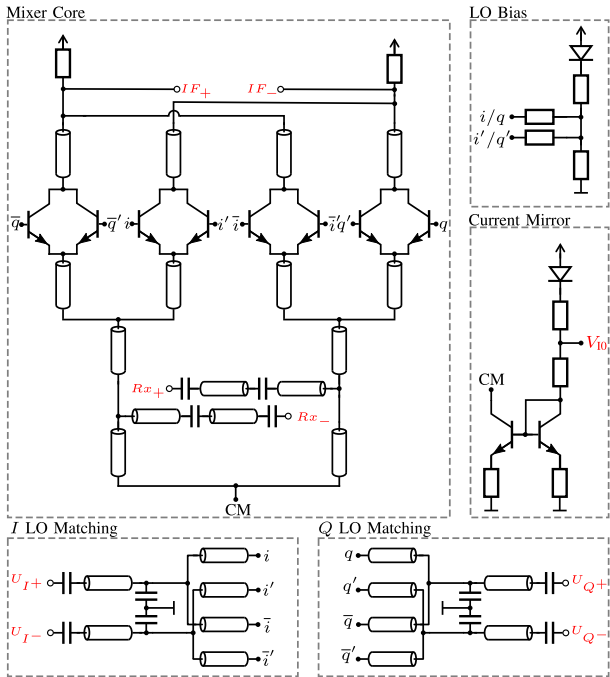 Mixer Core
LO Bias
IF₊ IF₋
i/q
i′/q′
q̅ q̅′ i i′ i̅ i̅′ q′ q
Current Mirror
V_I0
CM
Rx₊
Rx₋
CM
I LO Matching
U_I+
U_I−
i
i′
i̅
i̅′
Q LO Matching
q
q′
q̅
q̅′
U_Q+
U_Q−